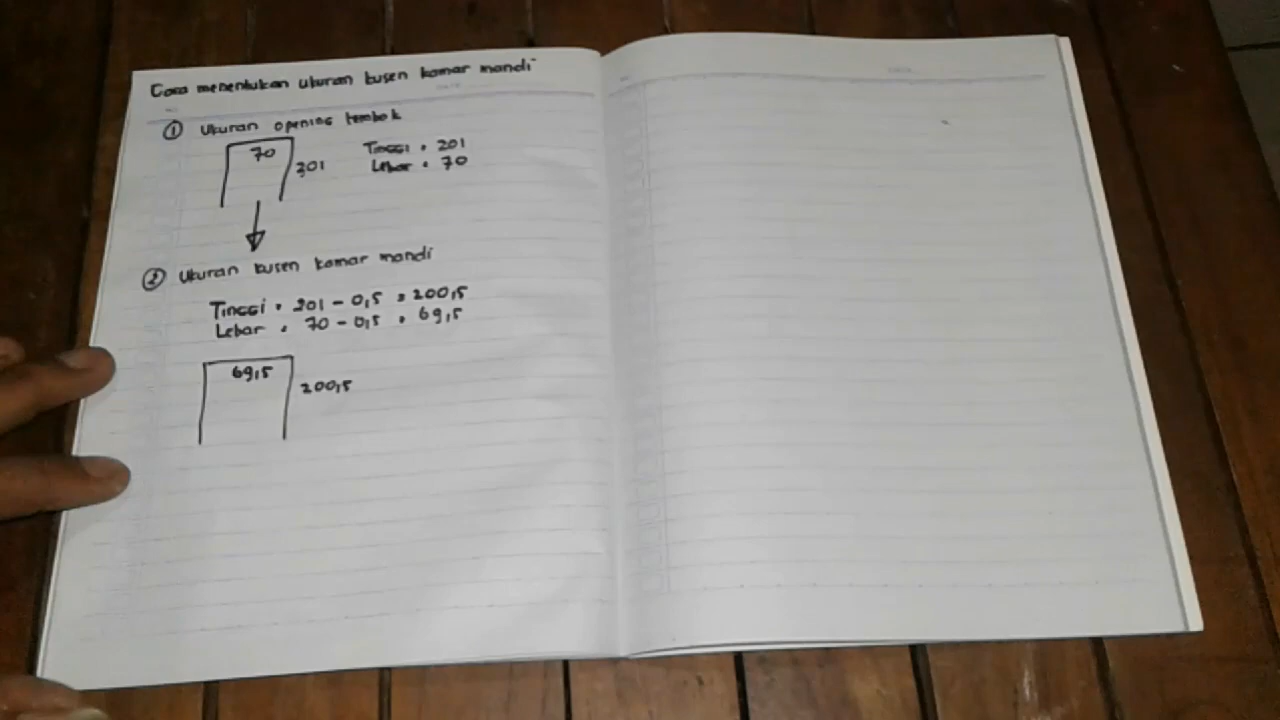 Cara menentukan ukuran kusen kamar mandi
① Ukuran opening tembok
70
201
Tinggi = 201
Lebar = 70
② Ukuran kusen kamar mandi
Tinggi = 201 - 0,5 = 200,5
Lebar = 70 - 0,5 = 69,5
69,5
200,5